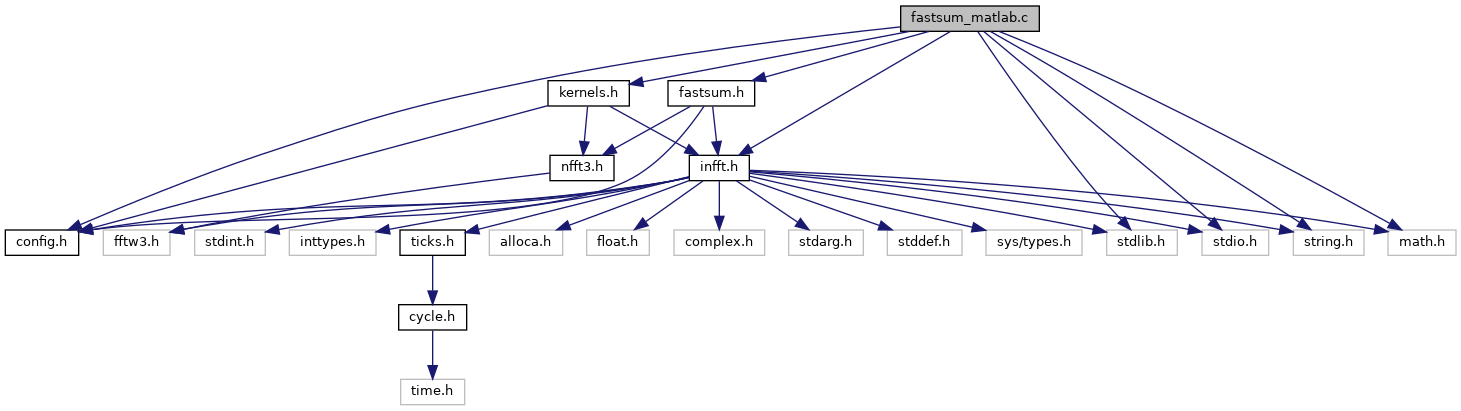 fastsum_matlab.c
kernels.h
fastsum.h
nfft3.h
infft.h
config.h
fftw3.h
stdint.h
inttypes.h
ticks.h
alloca.h
float.h
complex.h
stdarg.h
stddef.h
sys/types.h
stdlib.h
stdio.h
string.h
math.h
cycle.h
time.h